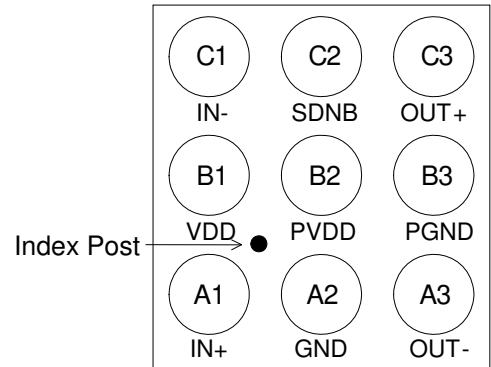 C1 C2 C3
IN- SDNB OUT+
B1 B2 B3
VDD PVDD PGND
Index Post
A1 A2 A3
IN+ GND OUT-